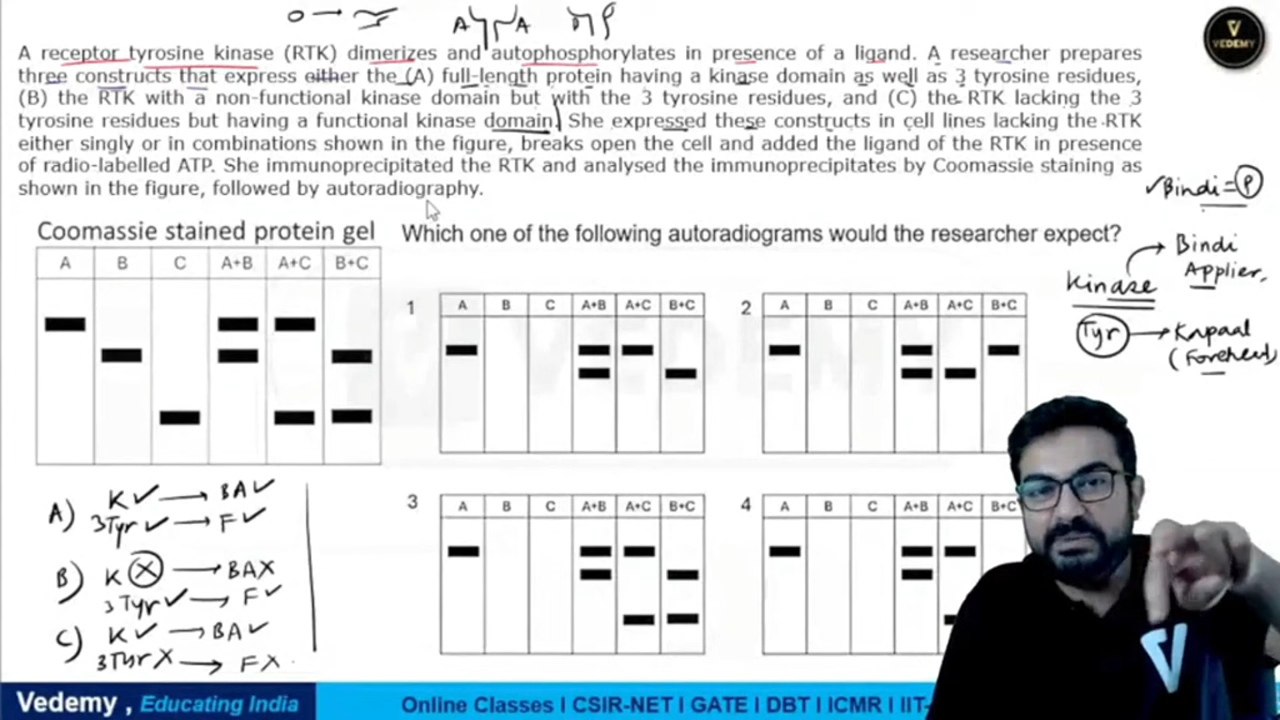 A A P
VEDEMY
A receptor tyrosine kinase (RTK) dimerizes and autophosphorylates in presence of a ligand. A researcher prepares
three constructs that express either the (A) full-length protein having a kinase domain as well as 3 tyrosine residues,
(B) the RTK with a non-functional kinase domain but with the 3 tyrosine residues, and (C) the RTK lacking the 3
tyrosine residues but having a functional kinase domain. She expressed these constructs in cell lines lacking the RTK
either singly or in combinations shown in the figure, breaks open the cell and added the ligand of the RTK in presence
of radio-labelled ATP. She immunoprecipitated the RTK and analysed the immunoprecipitates by Coomassie staining as
shown in the figure, followed by autoradiography.
✓Bindi = P
Coomassie stained protein gel
Which one of the following autoradiograms would the researcher expect?
Kinase → Bindi
Applier,
Tyr → Kapaal
(Forehead)
A B C A+B A+C B+C
1 A B C A+B A+C B+C
2 A B C A+B A+C B+C
3 A B C A+B A+C B+C
4 A B C A+B A+C B+C
A) K ✓ → BA ✓
3Tyr ✓ → F ✓
B) K X → BAX
3 Tyr ✓ → F ✓
C) K ✓ → BA ✓
3Tyr X → FX
Vedemy , Educating India
Online Classes I CSIR-NET I GATE I DBT I ICMR I IIT-